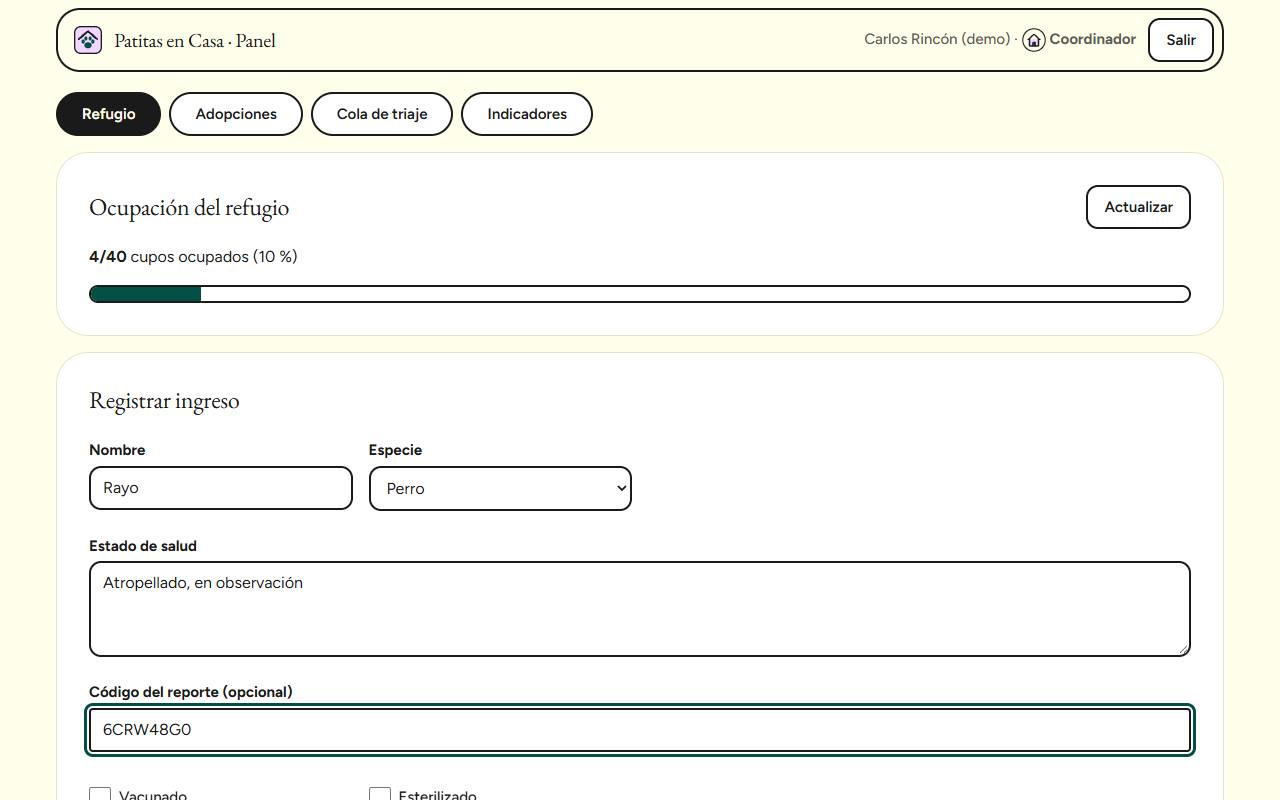 Patitas en Casa · Panel
Carlos Rincón (demo) · Coordinador
Salir
Refugio
Adopciones
Cola de triaje
Indicadores
Ocupación del refugio
Actualizar
4/40 cupos ocupados (10 %)
Registrar ingreso
Nombre
Especie
Rayo
Perro
Estado de salud
Atropellado, en observación
Código del reporte (opcional)
6CRW48G0
Vacunado
Esterilizado